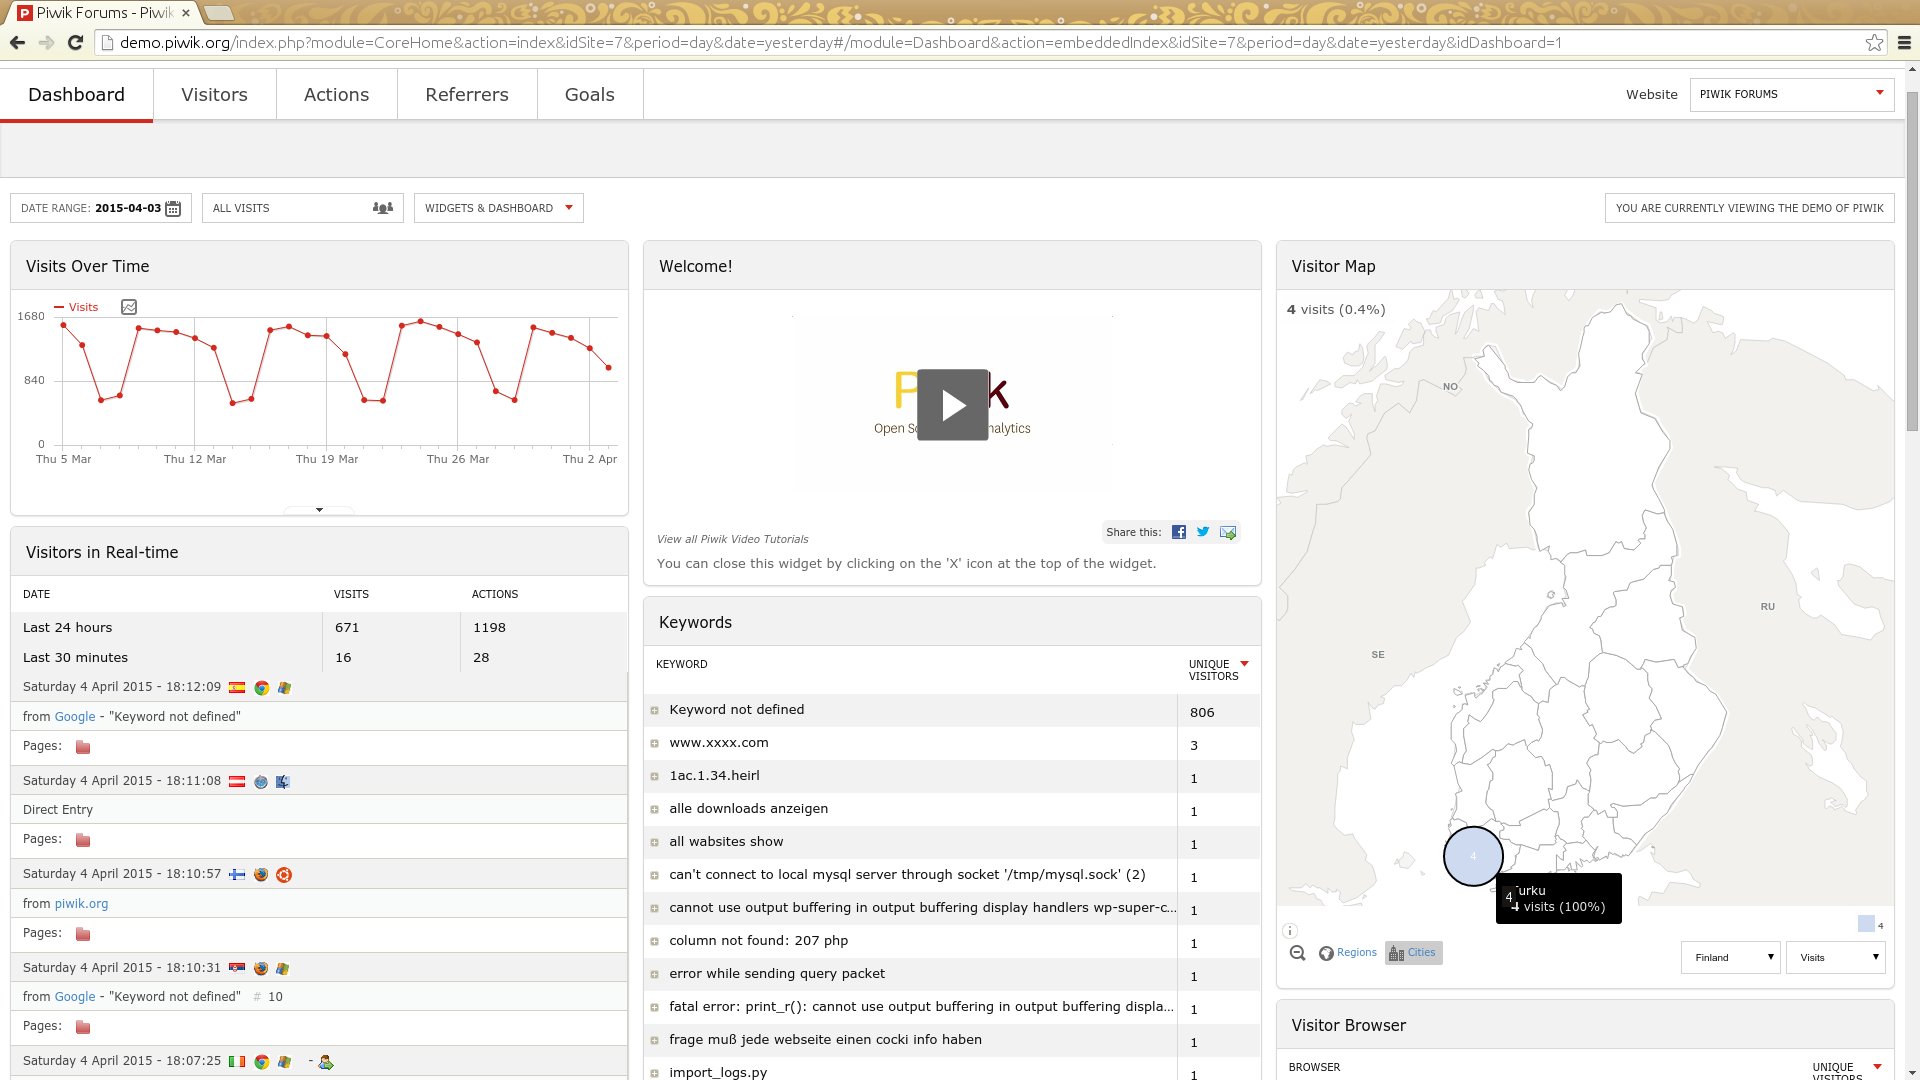 Piwik Forums - Piwik
demo.piwik.org/index.php?module=CoreHome&action=index&idSite=7&period=day&date=yesterday#/module=Dashboard&action=embeddedIndex&idSite=7&period=day&date=yesterday&idDashboard=1
Dashboard
Visitors
Actions
Referrers
Goals
Website
PIWIK FORUMS
DATE RANGE: 2015-04-03
ALL VISITS
WIDGETS & DASHBOARD
YOU ARE CURRENTLY VIEWING THE DEMO OF PIWIK
Visits Over Time
Visits
1680
840
0
Thu 5 Mar
Thu 12 Mar
Thu 19 Mar
Thu 26 Mar
Thu 2 Apr
Visitors in Real-time
DATE VISITS ACTIONS
Last 24 hours 671 1198
Last 30 minutes 16 28
Saturday 4 April 2015 - 18:12:09
from Google - "Keyword not defined"
Pages:
Saturday 4 April 2015 - 18:11:08
Direct Entry
Pages:
Saturday 4 April 2015 - 18:10:57
from piwik.org
Pages:
Saturday 4 April 2015 - 18:10:31
from Google - "Keyword not defined" # 10
Pages:
Saturday 4 April 2015 - 18:07:25 -
Welcome!
P k
Open So nalytics
View all Piwik Video Tutorials
Share this:
You can close this widget by clicking on the 'X' icon at the top of the widget.
Keywords
KEYWORD
UNIQUE
VISITORS
Keyword not defined 806
www.xxxx.com 3
1ac.1.34.heirl 1
alle downloads anzeigen 1
all wabsites show 1
can't connect to local mysql server through socket '/tmp/mysql.sock' (2) 1
cannot use output buffering in output buffering display handlers wp-super-c... 1
column not found: 207 php 1
error while sending query packet 1
fatal error: print_r(): cannot use output buffering in output buffering displa... 1
frage muß jede webseite einen cocki info haben 1
import_logs.py 1
Visitor Map
4 visits (0.4%)
NO
SE
RU
4
4
Turku
4 visits (100%)
4
Regions
Cities
Finland
Visits
Visitor Browser
BROWSER
UNIQUE
VISITORS